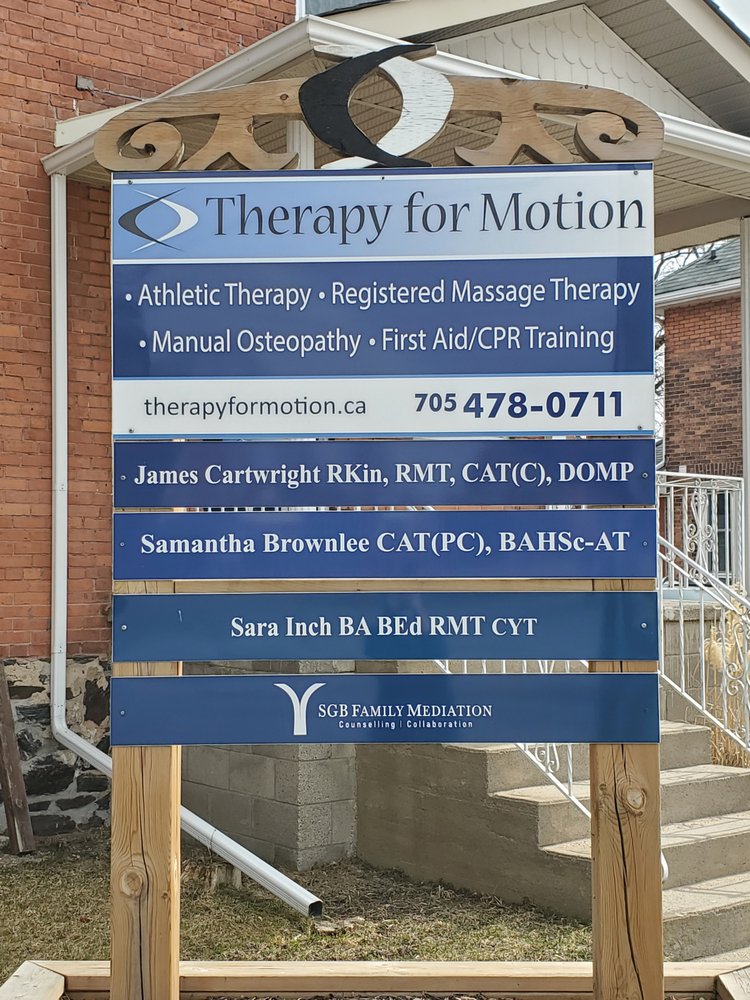 Therapy for Motion
• Athletic Therapy • Registered Massage Therapy
• Manual Osteopathy • First Aid/CPR Training
therapyformotion.ca 705 478-0711
James Cartwright RKin, RMT, CAT(C), DOMP
Samantha Brownlee CAT(PC), BAHSc-AT
Sara Inch BA BEd RMT CYT
SGB Family Mediation
Counselling | Collaboration